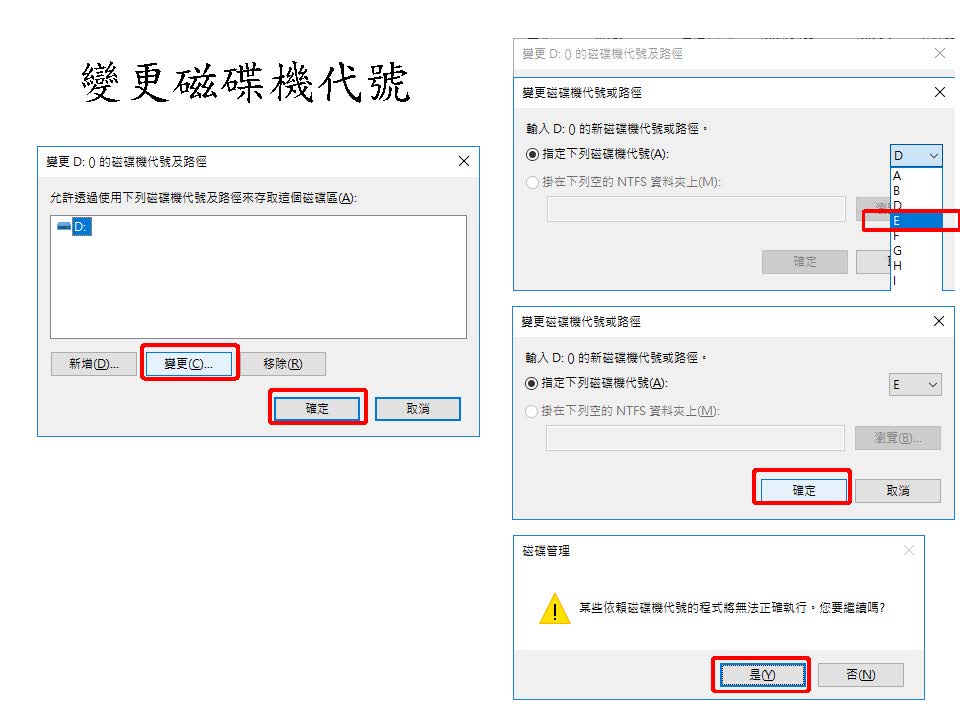 變更磁碟機代號
變更 D: () 的磁碟機代號及路徑
允許透過使用下列磁碟機代號及路徑來存取這個磁碟區(A):
D:
新增(D)... 變更(C)... 移除(R)
確定 取消
變更 D: () 的磁碟機代號及路徑
變更磁碟機代號或路徑
輸入 D: () 的新磁碟機代號或路徑。
指定下列磁碟機代號(A): D
掛在下列空的 NTFS 資料夾上(M):
A
B
D
E
F
G
H
I
確定
變更磁碟機代號或路徑
輸入 D: () 的新磁碟機代號或路徑。
指定下列磁碟機代號(A): E
掛在下列空的 NTFS 資料夾上(M):
瀏覽(B)...
確定 取消
磁碟管理
某些依賴磁碟機代號的程式將無法正確執行。您要繼續嗎?
是(Y) 否(N)